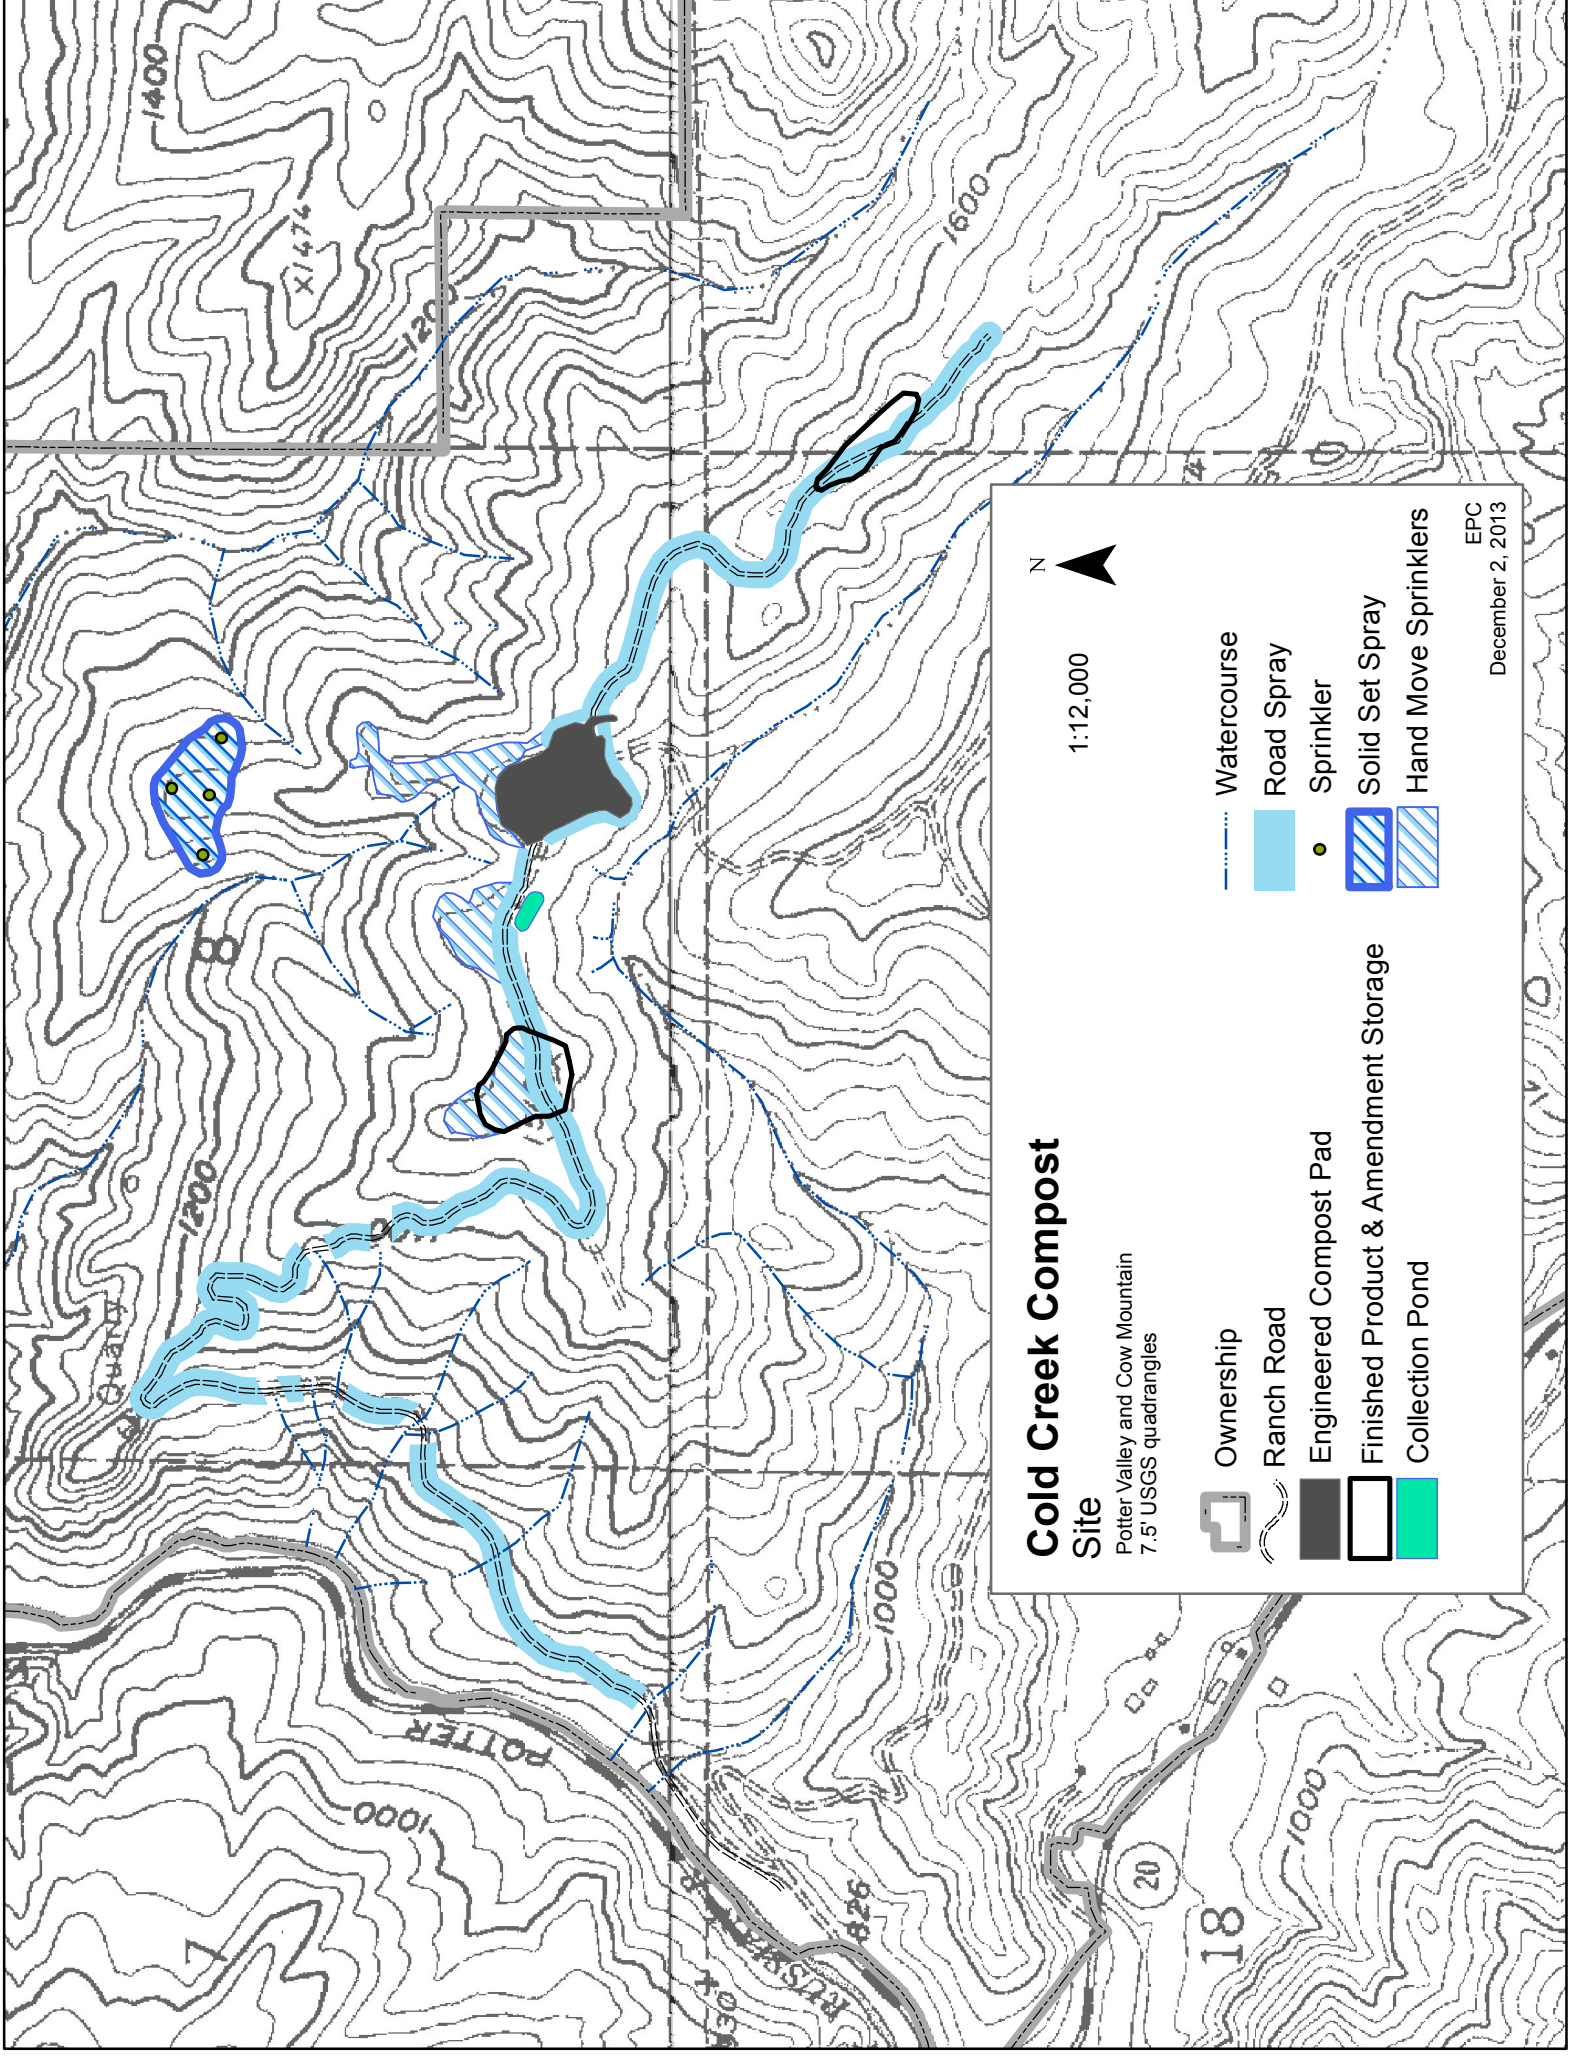 Cold Creek Compost
Site
Potter Valley and Cow Mountain
7.5' USGS quadrangles
1:12,000
N
Ownership
Ranch Road
Engineered Compost Pad
Finished Product & Amendment Storage
Collection Pond
Watercourse
Road Spray
Sprinkler
Solid Set Spray
Hand Move Sprinklers
EPC
December 2, 2013
1400
X1474
1200
1600
8
1200
Quarry
POTTER
1000
7
1000
826
20
18
1000